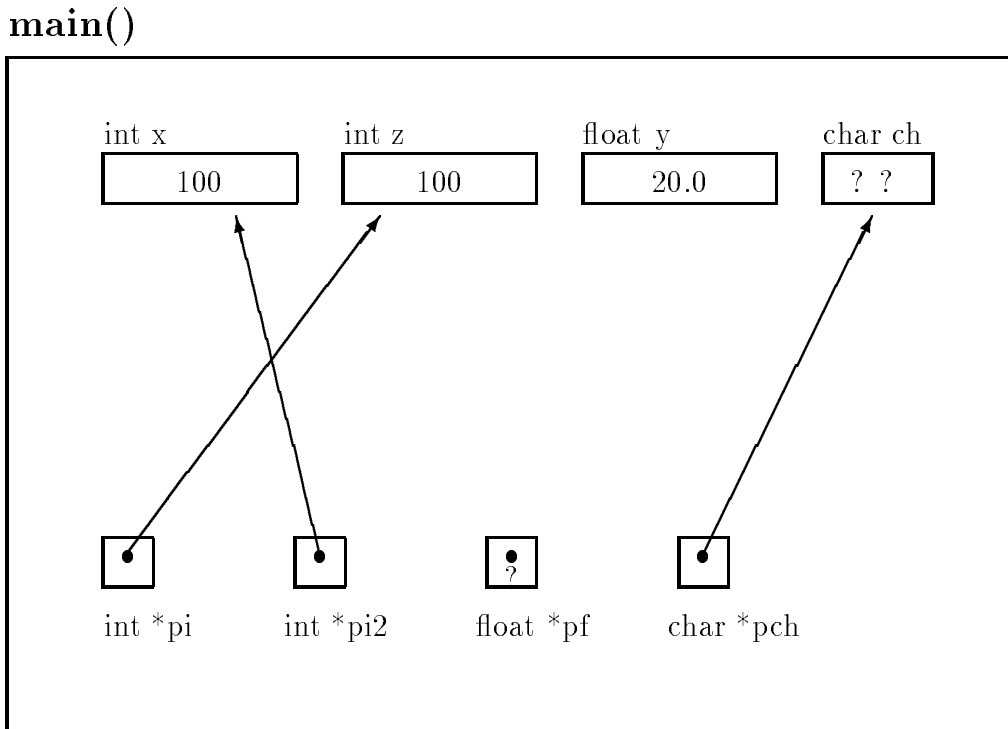 main()
int x int z float y char ch
100 100 20.0 ? ?
?
int *pi int *pi2 float *pf char *pch